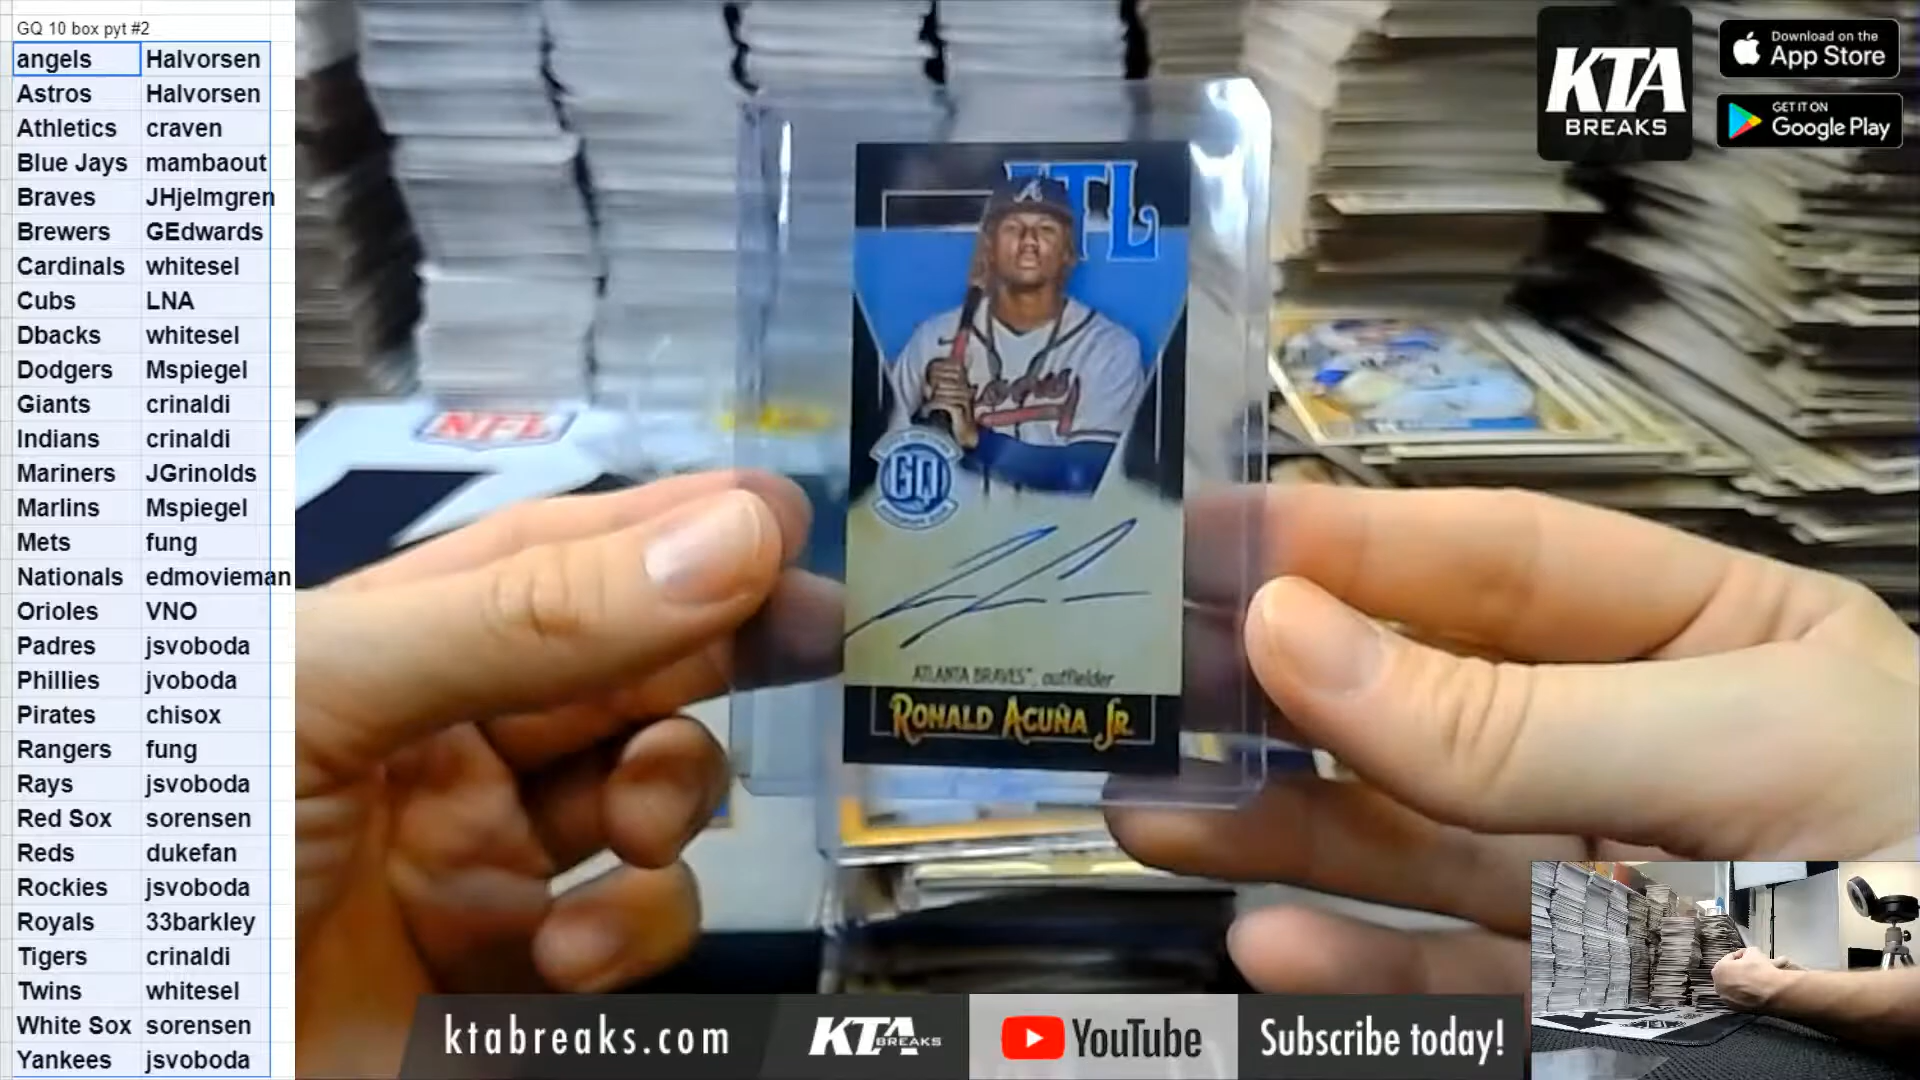 GQ 10 box pyt #2
angels Halvorsen
Astros Halvorsen
Athletics craven
Blue Jays mambaout
Braves JHjelmgren
Brewers GEdwards
Cardinals whitesel
Cubs LNA
Dbacks whitesel
Dodgers Mspiegel
Giants crinaldi
Indians crinaldi
Mariners JGrinolds
Marlins Mspiegel
Mets fung
Nationals edmovieman
Orioles VNO
Padres jsvoboda
Phillies jvoboda
Pirates chisox
Rangers fung
Rays jsvoboda
Red Sox sorensen
Reds dukefan
Rockies jsvoboda
Royals 33barkley
Tigers crinaldi
Twins whitesel
White Sox sorensen
Yankees jsvoboda
KTA
BREAKS
Download on the
App Store
GET IT ON
Google Play
NFL
TL
A
GQ
ATLANTA BRAVES™, outfielder
RONALD ACUÑA JR.
ktabreaks.com KTA BREAKS YouTube Subscribe today!